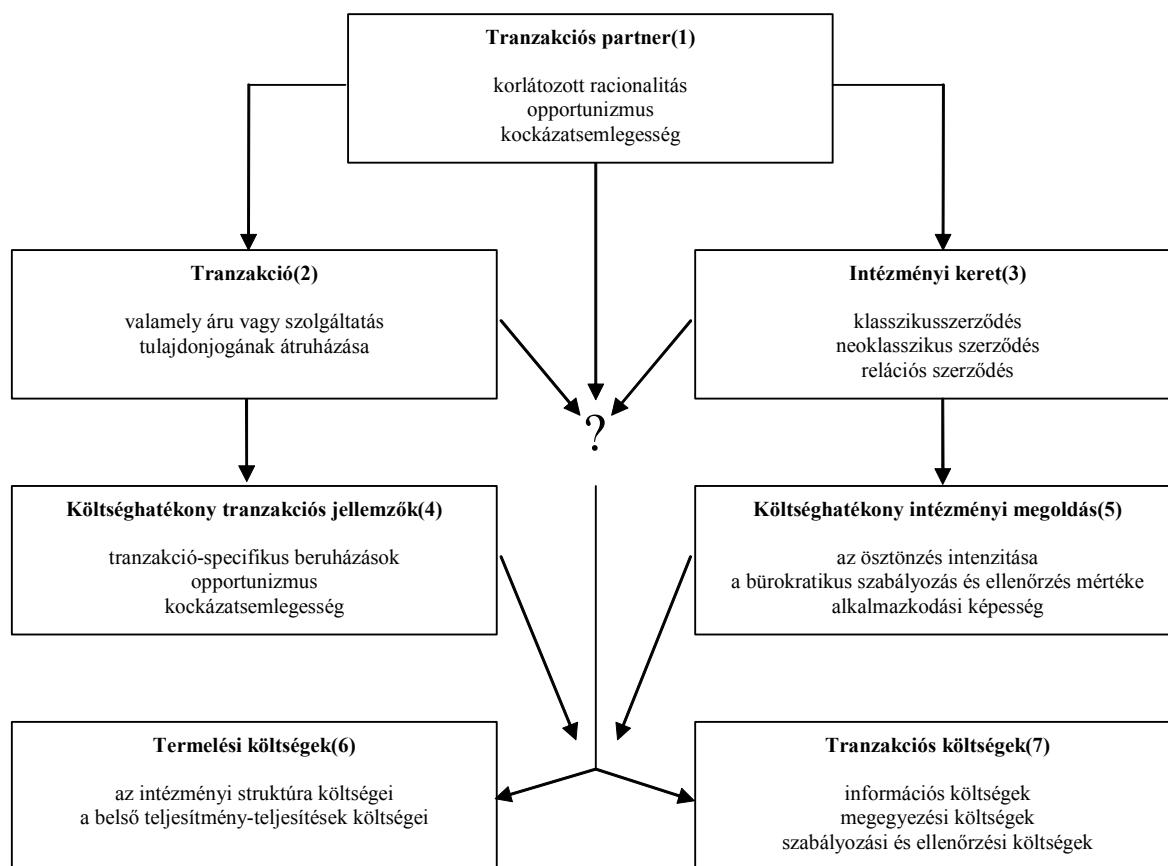 Tranzakciós partner(1)
korlátozott racionalitás
opportunizmus
kockázatsemlegesség
Tranzakció(2)
valamely áru vagy szolgáltatás
tulajdonjogának átruházása
Intézményi keret(3)
klasszikusszerződés
neoklasszikus szerződés
relációs szerződés
?
Költséghatékony tranzakciós jellemzők(4)
tranzakció-specifikus beruházások
opportunizmus
kockázatsemlegesség
Költséghatékony intézményi megoldás(5)
az ösztönzés intenzitása
a bürokratikus szabályozás és ellenőrzés mértéke
alkalmazkodási képesség
Termelési költségek(6)
az intézményi struktúra költségei
a belső teljesítmény-teljesítések költségei
Tranzakciós költségek(7)
információs költségek
megegyezési költségek
szabályozási és ellenőrzési költségek